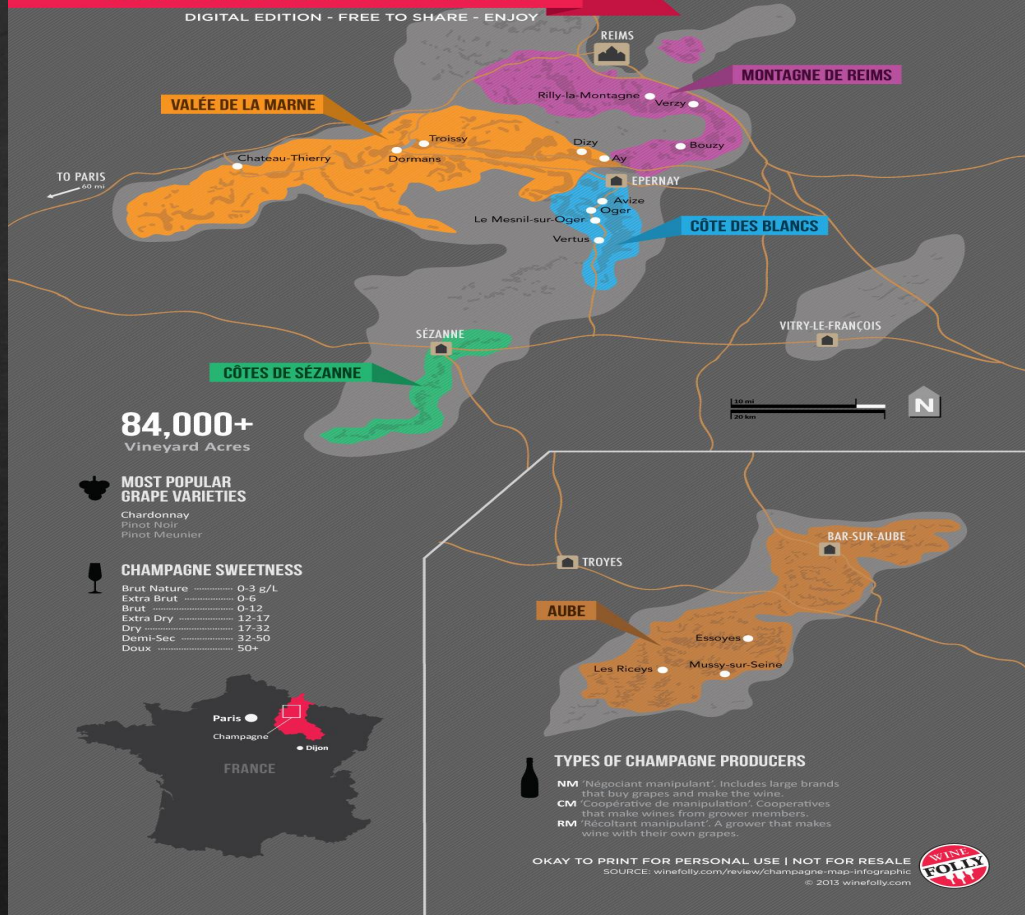 DIGITAL EDITION - FREE TO SHARE - ENJOY
REIMS
MONTAGNE DE REIMS
Rilly-la-Montagne
Verzy
VALÉE DE LA MARNE
Troissy
Dizy
Bouzy
Chateau-Thierry
Dormans
Ay
TO PARIS
60 mi
EPERNAY
Avize
Oger
Le Mesnil-sur-Oger
CÔTE DES BLANCS
Vertus
SÉZANNE
VITRY-LE-FRANÇOIS
CÔTES DE SÉZANNE
10 mi
20 km
N
84,000+
Vineyard Acres
MOST POPULAR
GRAPE VARIETIES
Chardonnay
Pinot Noir
Pinot Meunier
CHAMPAGNE SWEETNESS
Brut Nature 0-3 g/L
Extra Brut 0-6
Brut 0-12
Extra Dry 12-17
Dry 17-32
Demi-Sec 32-50
Doux 50+
Paris
Champagne
Dijon
FRANCE
BAR-SUR-AUBE
TROYES
AUBE
Essoyes
Les Riceys
Mussy-sur-Seine
TYPES OF CHAMPAGNE PRODUCERS
NM 'Négociant manipulant'. Includes large brands
that buy grapes and make the wine.
CM 'Coopérative de manipulation'. Cooperatives
that make wines from grower members.
RM 'Récoltant manipulant'. A grower that makes
wine with their own grapes.
OKAY TO PRINT FOR PERSONAL USE | NOT FOR RESALE
SOURCE: winefolly.com/review/champagne-map-infographic
© 2013 winefolly.com
WINE
FOLLY